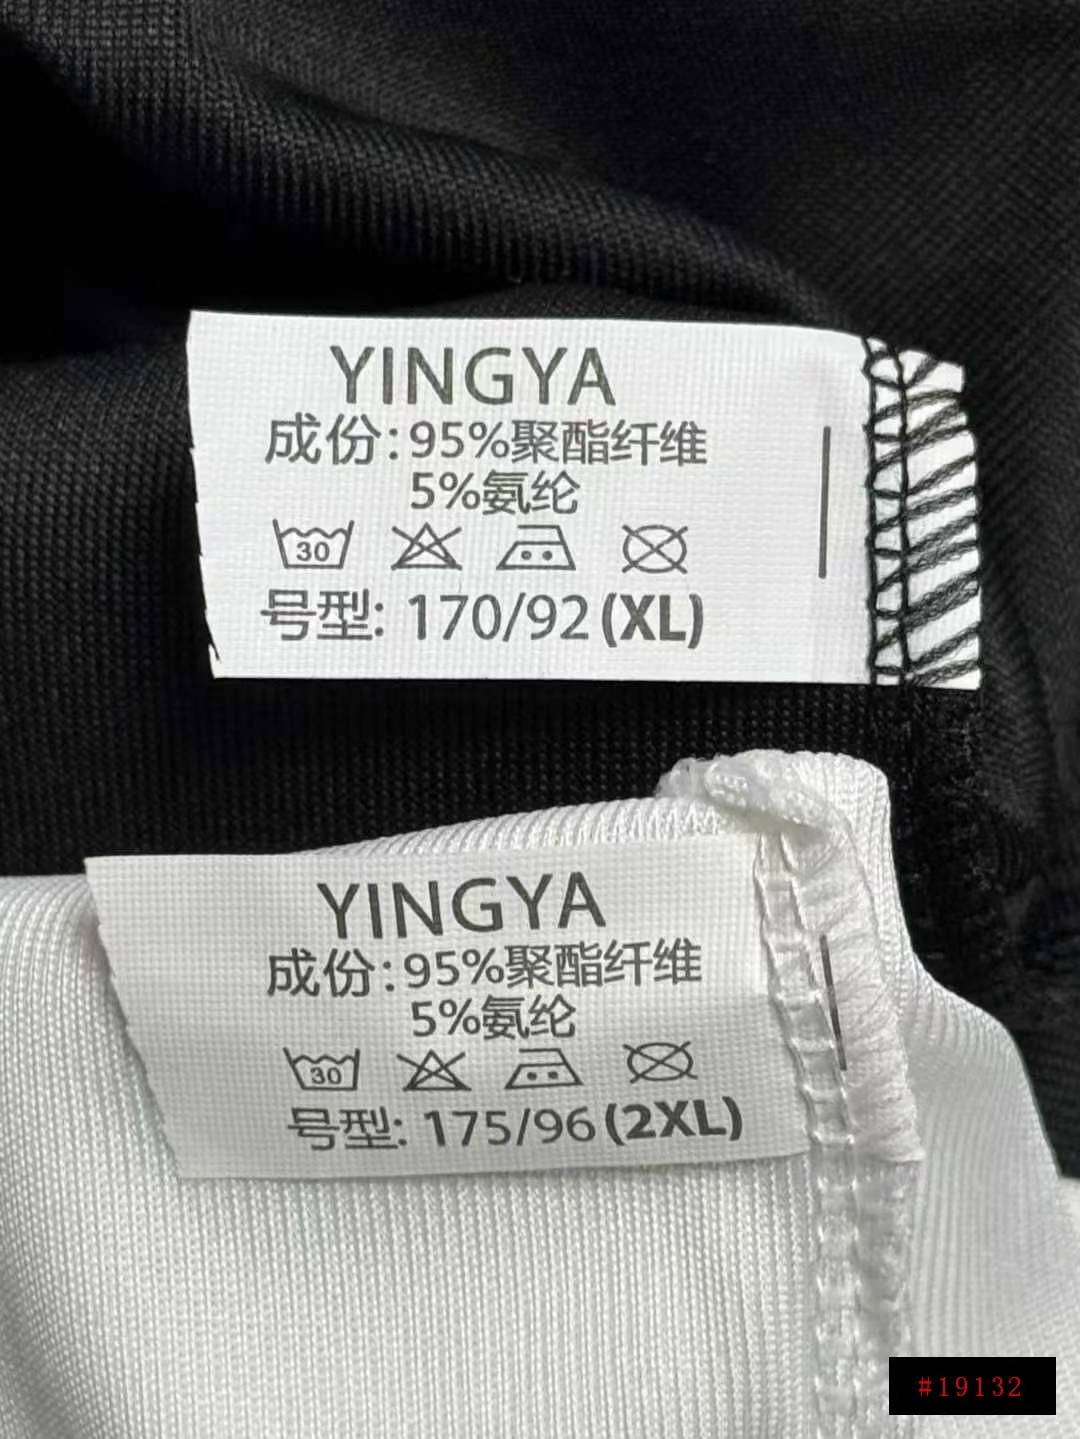 YINGYA
成份:95%聚酯纤维
5%氨纶
30
号型: 170/92(XL)
YINGYA
成份:95%聚酯纤维
5%氨纶
30
号型: 175/96(2XL)
#19132